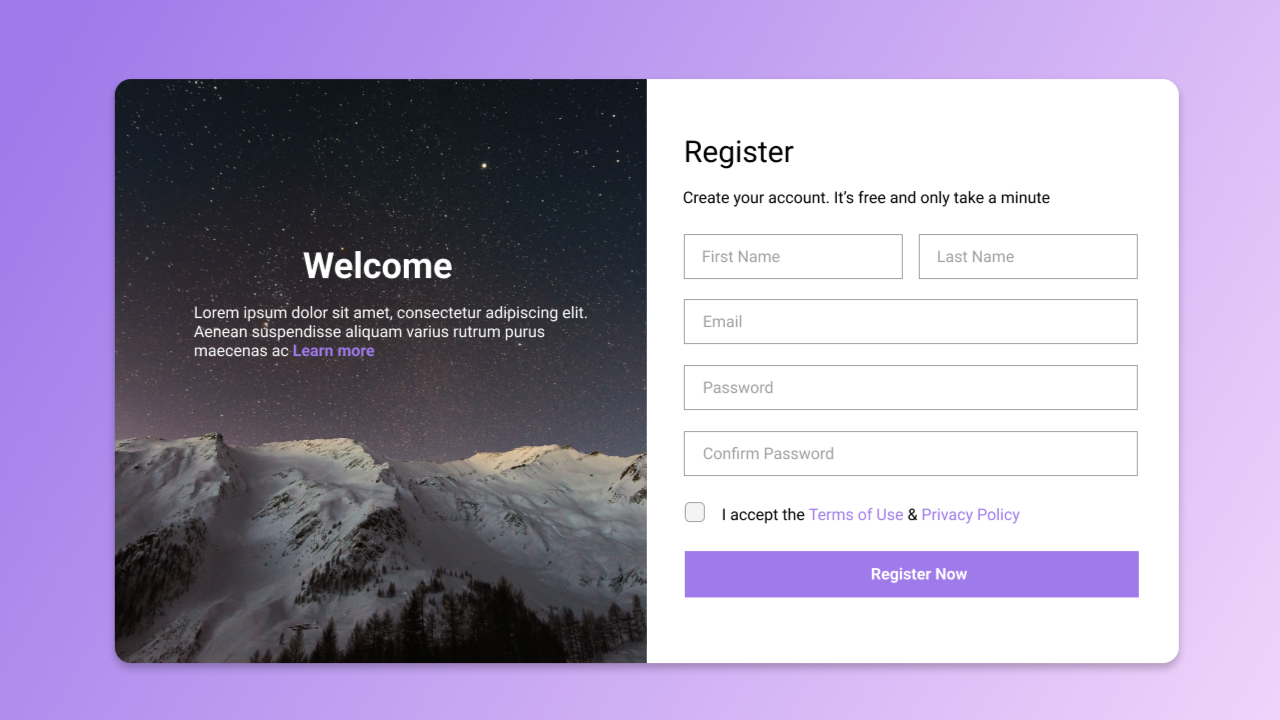 Welcome
Lorem ipsum dolor sit amet, consectetur adipiscing elit.
Aenean suspendisse aliquam varius rutrum purus
maecenas ac Learn more
Register
Create your account. It’s free and only take a minute
First Name
Last Name
Email
Password
Confirm Password
I accept the Terms of Use & Privacy Policy
Register Now